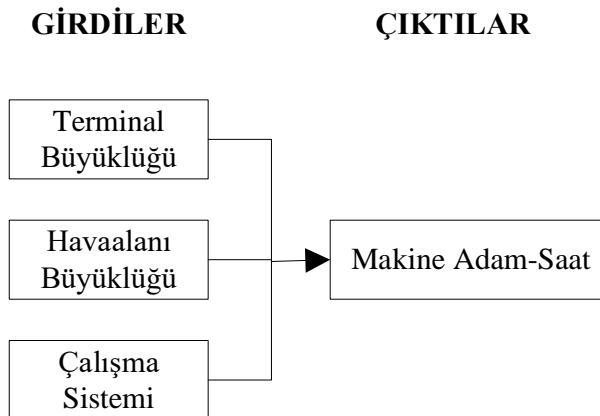 GİRDİLER
ÇIKTILAR
Terminal
Büyüklüğü
Havaalanı
Büyüklüğü
Makine Adam-Saat
Çalışma
Sistemi